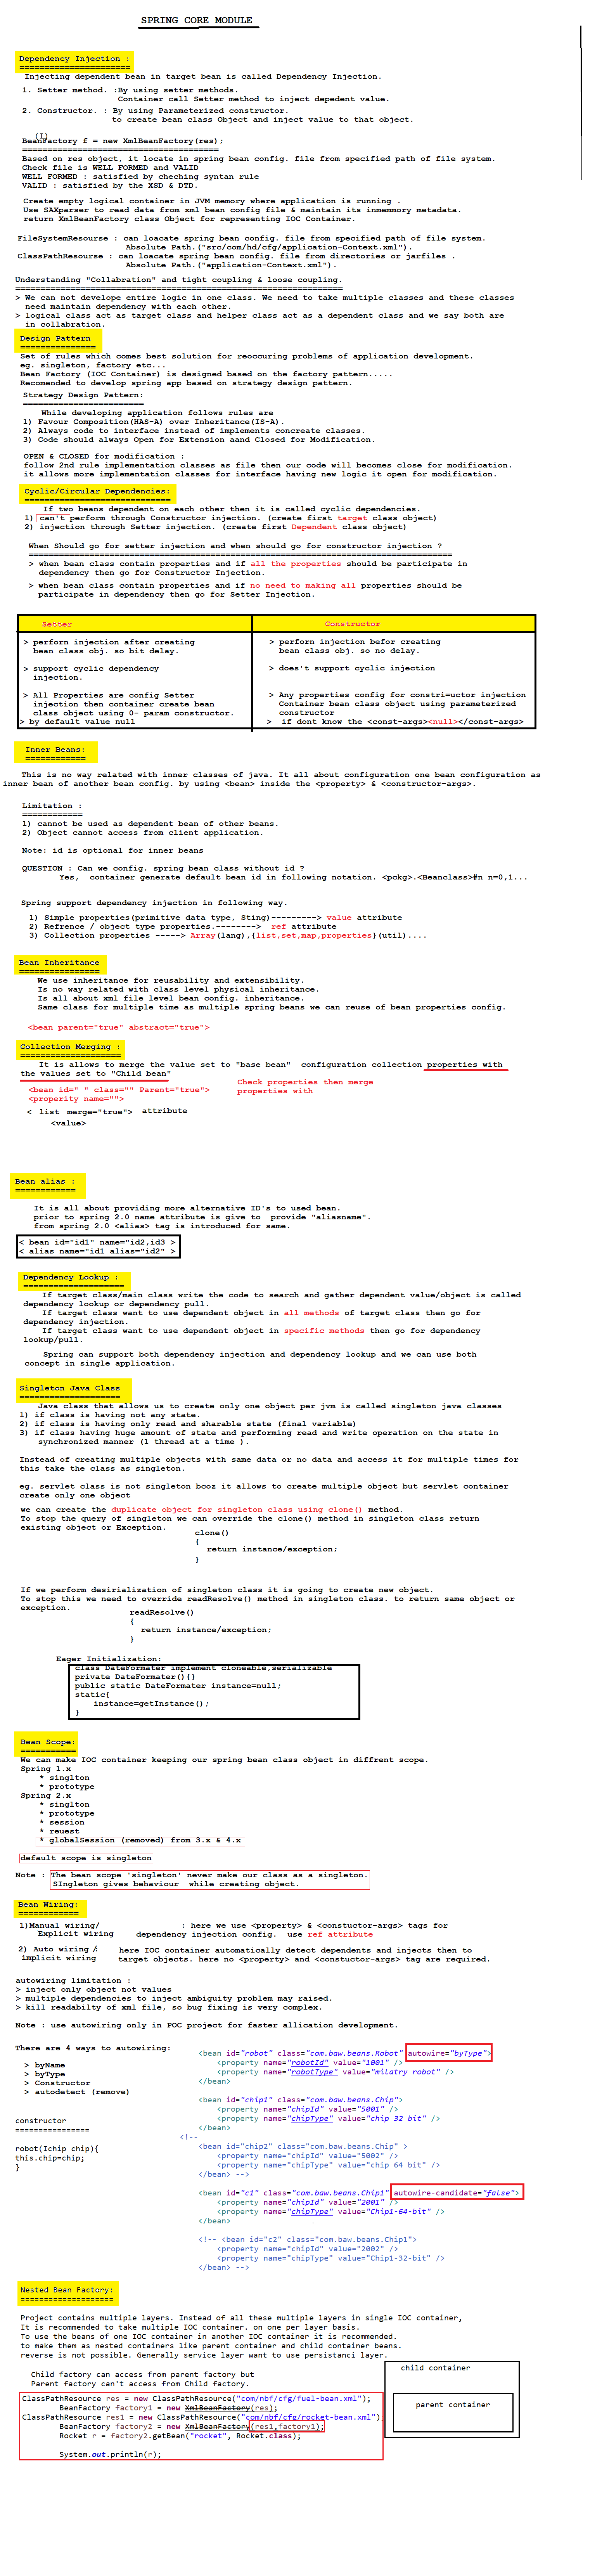 SPRING CORE MODULE
Dependency Injection :
======================
Injecting dependent bean in target bean is called Dependency Injection.
1. Setter method. :By using setter methods.
Container call Setter method to inject depedent value.
2. Constructor. : By using Parameterized constructor.
to create bean class Object and inject value to that object.
(I)
BeanFactory f = new XmlBeanFactory(res);
=======================================
Based on res object, it locate in spring bean config. file from specified path of file system.
Check file is WELL FORMED and VALID
WELL FORMED : satisfied by cheching syntan rule
VALID : satisfied by the XSD & DTD.
Create empty logical container in JVM memory where application is running .
Use SAXparser to read data from xml bean config file & maintain its inmemmory metadata.
return XmlBeanFactory class Object for representing IOC Container.
FileSystemResourse : can loacate spring bean config. file from specified path of file system.
Absolute Path.("src/com/hd/cfg/application-Context.xml").
ClassPathResourse : can locatare spring bean config. file from directories or jarfiles .
Absolute Path.("application-Context.xml").
Understanding "Collabration" and tight coupling & loose coupling.
=================================================================
> We can not develope entire logic in one class. We need to take multiple classes and these classes
need maintain dependency with each other.
> logical class act as target class and helper class act as a dependent class and we say both are
in collabration.
Design Pattern
===============
Set of rules which comes best solution for reoccuring problems of application development.
eg. singleton, factory etc...
Bean Factory (IOC Container) is designed based on the factory pattern.....
Recomended to develop spring app based on strategy design pattern.
Strategy Design Pattern:
========================
While developing application follows rules are
1) Favour Composition(HAS-A) over Inheritance(IS-A).
2) Always code to interface instead of implements concreate classes.
3) Code should always Open for Extension aand Closed for Modification.
OPEN & CLOSED for modification :
follow 2nd rule implementation classes as file then our code will becomes close for modification.
it allows more implementation classes for interface having new logic it open for modification.
Cyclic/Circular Dependencies:
=============================
If two beans dependent on each other then it is called cyclic dependencies.
1) can't perform through Constructor injection. (create first target class object)
2) injection through Setter injection. (create first Dependent class object)
When Should go for setter injection and when should go for constructor injection ?
====================================================================================
> when bean class contain properties and if all the properties should be participate in
dependency then go for Constructor Injection.
> when bean class contain properties and if no need to making all properties should be
participate in dependency then go for Setter Injection.
Setter Constructor
> perforn injection after creating
bean class obj. so bit delay.
> perforn injection befor creating
bean class obj. so no delay.
> support cyclic dependency
injection.
> does't support cyclic injection
> All Properties are config Setter
injection then container create bean
class object using 0- param constructor.
> by default value null
> Any properties config for constri=uctor injection
Container bean class object using parameterized
constructor
> if dont know the <const-args><null></const-args>
Inner Beans:
============
This is no way related with inner classes of java. It all about configuration one bean configuration as
inner bean of another bean config. by using <bean> inside the <property> & <constructor-args>.
Limitation :
============
1) cannot be used as dependent bean of other beans.
2) Object cannot access from client application.
Note: id is optional for inner beans
QUESTION : Can we config. spring bean class without id ?
Yes, container generate default bean id in following notation. <pckg>.<Beanclass>#n n=0,1...
Spring support dependency injection in following way.
1) Simple properties(primitive data type, Sting)---------> value attribute
2) Refrence / object type properties.--------> ref attribute
3) Collection properties -----> Array(lang),{list,set,map,properties}(util)....
Bean Inheritance
================
We use inheritance for reusability and extensibility.
Is no way related with class level physical inheritance.
Is all about xml file level bean config. inheritance.
Same class for multiple time as multiple spring beans we can reuse of bean properties config.
<bean parent="true" abstract="true">
Collection Merging :
====================
It is allows to merge the value set to "base bean" configuration collection properties with
the values set to "Child bean"
<bean id=" " class="" Parent="true">
<properity name="">
Check properties then merge
properties with
< list merge="true"> attribute
<value>
Bean alias :
============
It is all about providing more alternative ID's to used bean.
prior to spring 2.0 name attribute is give to provide "aliasname".
from spring 2.0 <alias> tag is introduced for same.
< bean id="id1" name="id2,id3 >
< alias name="id1 alias="id2" >
Dependency Lookup :
====================
If target class/main class write the code to search and gather dependent value/object is called
dependency lookup or dependency pull.
If target class want to use dependent object in all methods of target class then go for
dependency injection.
If target class want to use dependent object in specific methods then go for dependency
lookup/pull.
Spring can support both dependency injection and dependency lookup and we can use both
concept in single application.
Singleton Java Class
====================
Java class that allows us to create only one object per jvm is called singleton java classes
1) if class is having not any state.
2) if class is having only read and sharable state (final variable)
3) if class having huge amount of state and performing read and write operation on the state in
synchronized manner (1 thread at a time ).
Instead of creating multiple objects with same data or no data and access it for multiple times for
this take the class as singleton.
eg. servlet class is not singleton bcoz it allows to create multiple object but servlet container
create only one object
we can create the duplicate object for singleton class using clone() method.
To stop the query of singleton we can override the clone() method in singleton class return
existing object or Exception.
clone()
{
return instance/exception;
}
If we perform desirialization of singleton class it is going to create new object.
To stop this we need to override readResolve() method in singleton class. to return same object or
exception.
readResolve()
{
return instance/exception;
}
Eager Initialization:
class DateFormater implement cloneable,serializable
private DateFormater(){}
public static DateFormater instance=null;
static{
instance=getInstance();
}
Bean Scope:
===========
We can make IOC container keeping our spring bean class object in diffrent scope.
Spring 1.x
* singlton
* prototype
Spring 2.x
* singlton
* prototype
* session
* reuest
* globalSession (removed) from 3.x & 4.x
default scope is singleton
Note : The bean scope 'singleton' never make our class as a singleton.
SIngleton gives behaviour while creating object.
Bean Wiring:
============
1)Manual wiring/ : here we use <property> & <constuctor-args> tags for
Explicit wiring dependency injection config. use ref attribute
2) Auto wiring /: here IOC container automatically detect dependents and injects then to
implicit wiring target objects. here no <property> and <constuctor-args> tag are required.
autowiring limitation :
> inject only object not values
> multiple dependencies to inject ambiguity problem may raised.
> kill readabilty of xml file, so bug fixing is very complex.
Note : use autowiring only in POC project for faster allication development.
There are 4 ways to autowiring:
> byName
> byType
> Constructor
> autodetect (remove)
constructor
================
robot(Ichip chip){
this.chip=chip;
}
<bean id="robot" class="com.baw.beans.Robot" autowire="byType">
<property name="robotId" value="1001" />
<property name="robotType" value="milatry robot" />
</bean>
<bean id="chip1" class="com.baw.beans.Chip">
<property name="chipId" value="5001" />
<property name="chipType" value="chip 32 bit" />
</bean>
<!--
<bean id="chip2" class="com.baw.beans.Chip" >
<property name="chipId" value="5002" />
<property name="chipType" value="chip 64 bit" />
</bean> -->
<bean id="c1" class="com.baw.beans.Chip1" autowire-candidate="false">
<property name="chipId" value="2001" />
<property name="chipType" value="Chip1-64-bit" />
</bean>
<!-- <bean id="c2" class="com.baw.beans.Chip1">
<property name="chipId" value="2002" />
<property name="chipType" value="Chip1-32-bit" />
</bean> -->
Nested Bean Factory:
====================
Project contains multiple layers. Instead of all these multiple layers in single IOC container,
It is recommended to take multiple IOC container. on one per layer basis.
To use the beans of one IOC container in another IOC container it is recommended.
to make them as nested containers like parent container and child container beans.
reverse is not possible. Generally service layer want to use persistanci layer.
Child factory can access from parent factory but
Parent factory can't access from Child factory.
child container
parent container
ClassPathResource res = new ClassPathResource("com/nbf/cfg/fuel-bean.xml");
BeanFactory factory1 = new XmlBeanFactory(res);
ClassPathResource res1 = new ClassPathResource("com/nbf/cfg/rocket-bean.xml")
BeanFactory factory2 = new XmlBeanFactory(res1,factory1);
Rocket r = factory2.getBean("rocket", Rocket.class);
System.out.println(r);